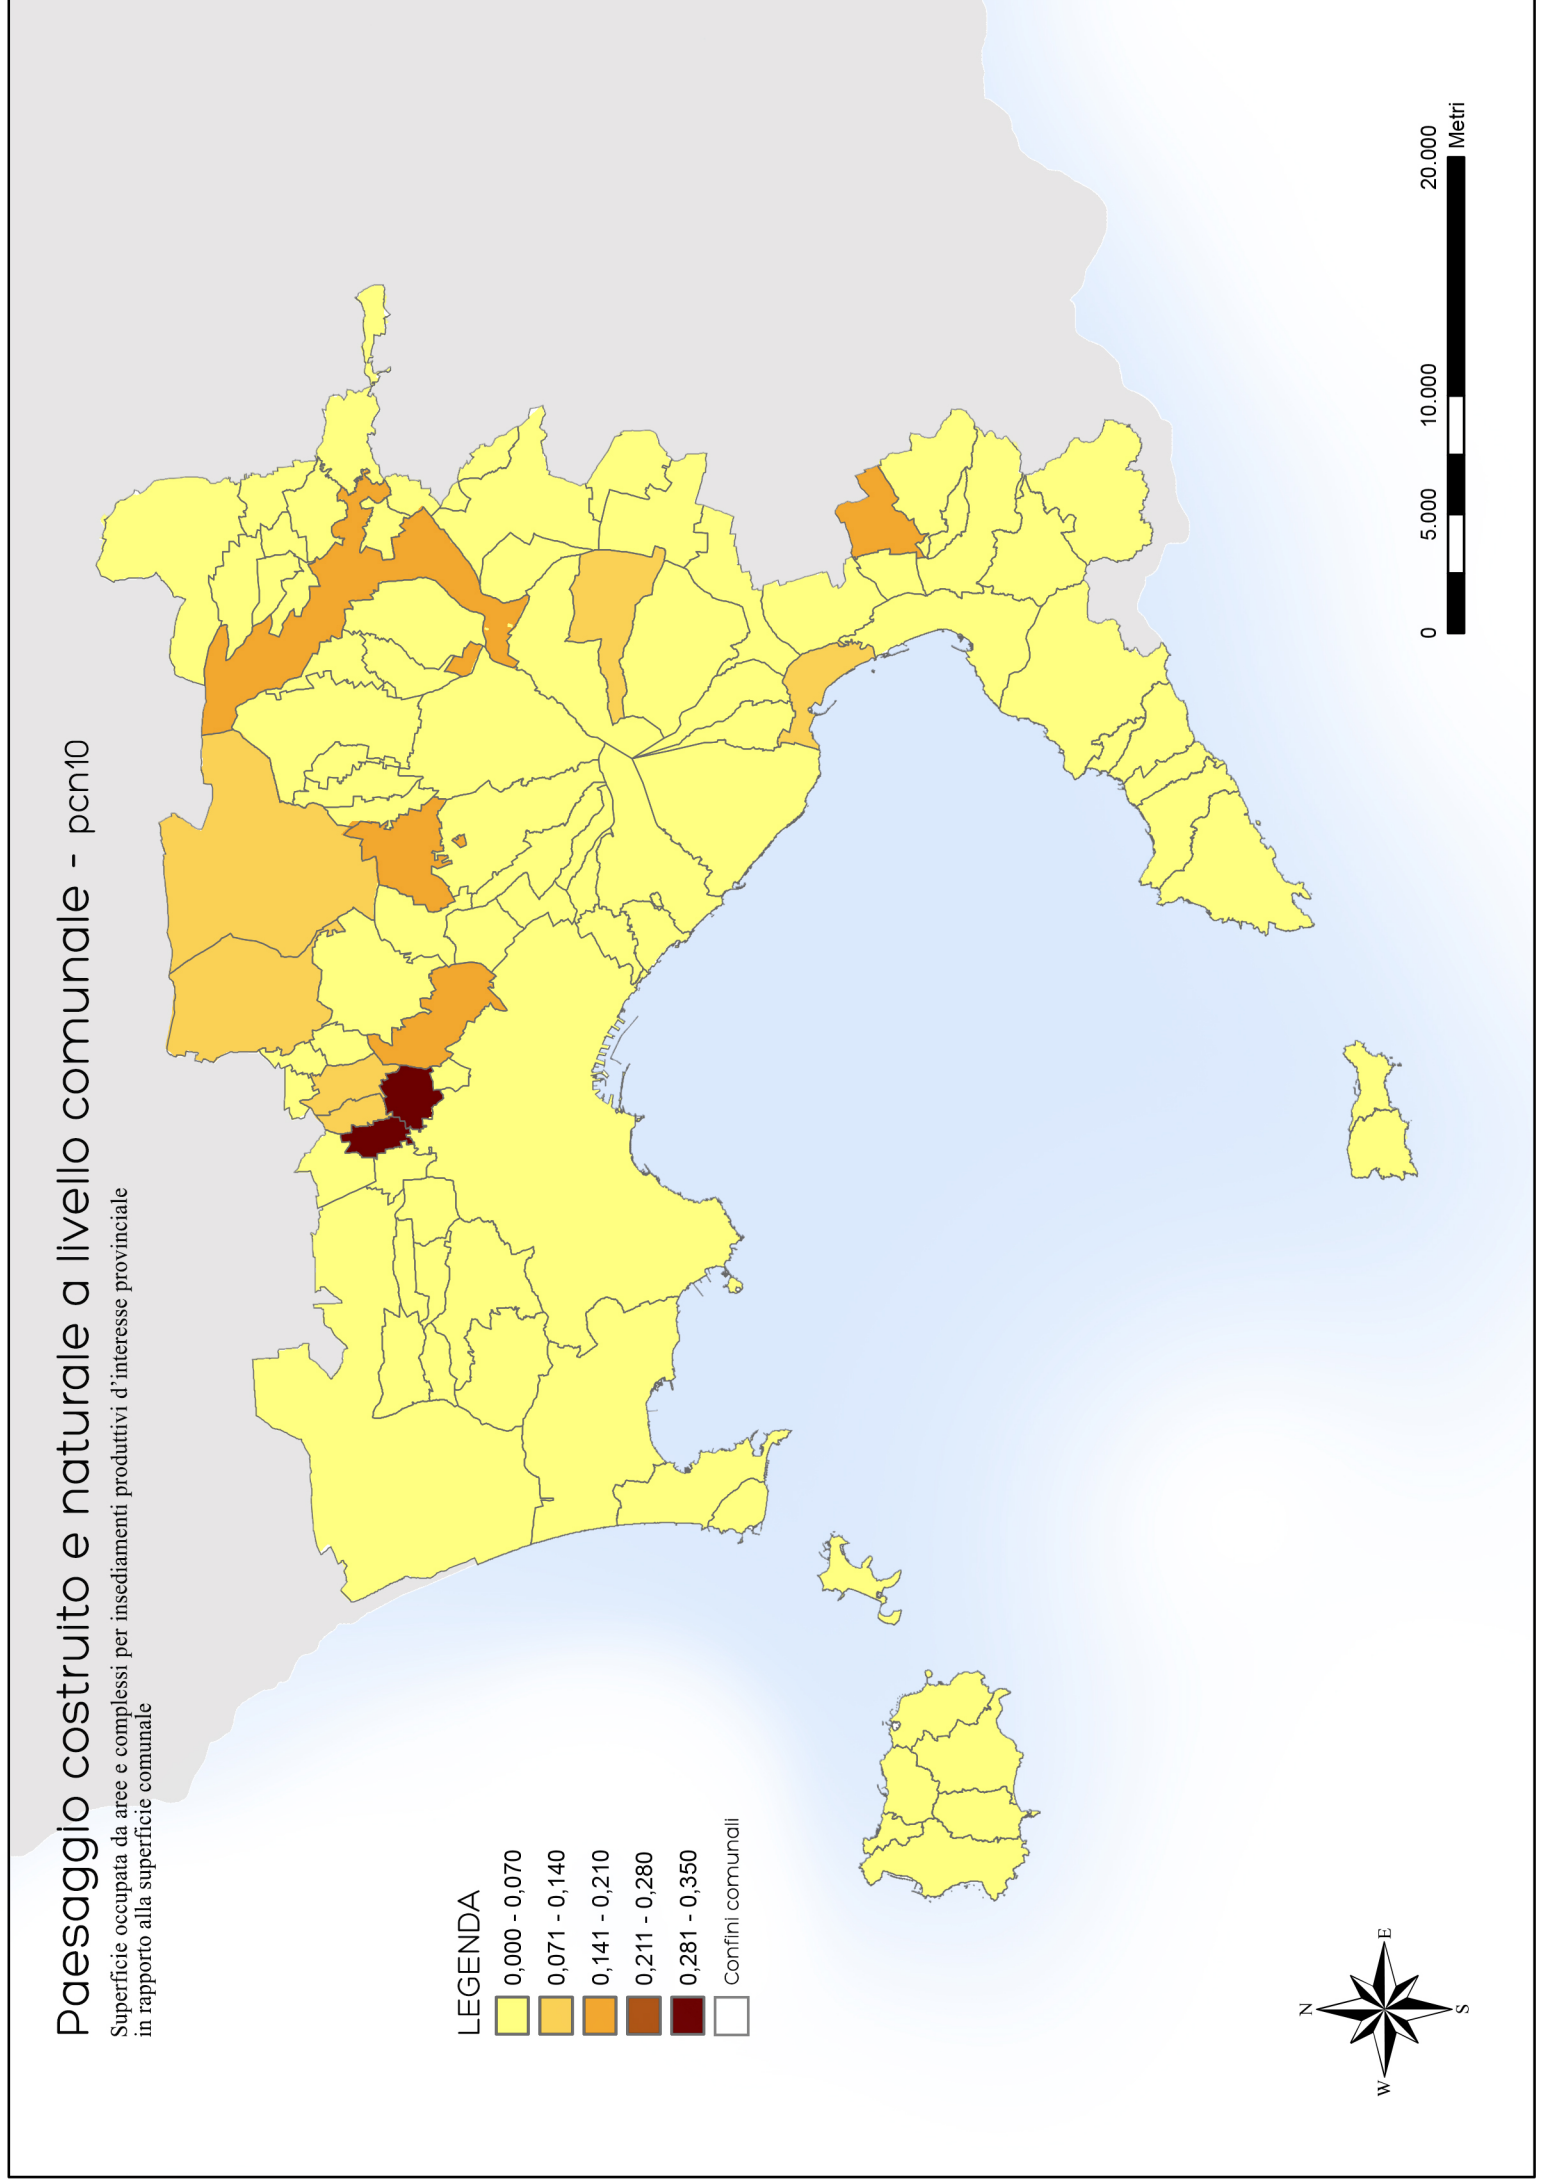 Paesaggio costruito e naturale a livello comunale - pcn10
Superficie occupata da aree e complessi per insediamenti produttivi d'interesse provinciale
in rapporto alla superficie comunale
LEGENDA
0,000 - 0,070
0,071 - 0,140
0,141 - 0,210
0,211 - 0,280
0,281 - 0,350
Confini comunali
N
W
E
S
0 5.000 10.000 20.000
Metri